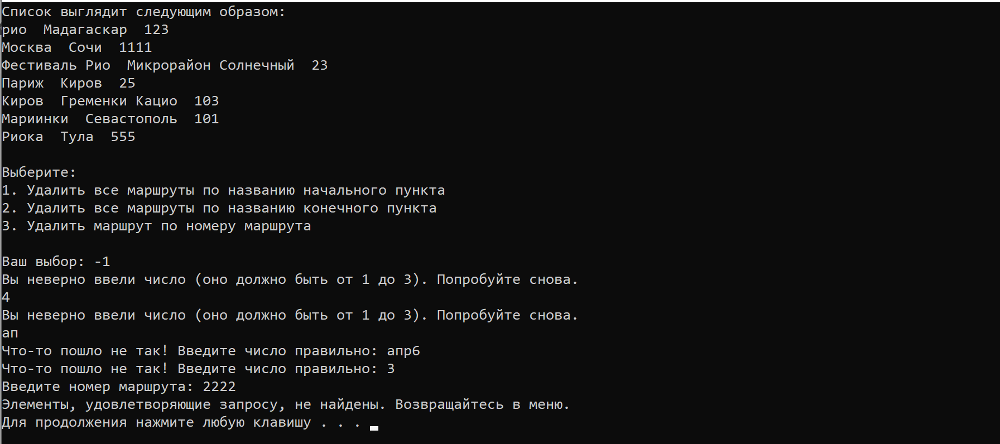 Список выглядит следующим образом:
рио  Мадагаскар  123
Москва  Сочи  1111
Фестиваль Рио  Микрорайон Солнечный  23
Париж  Киров  25
Киров  Гременки Кацио  103
Мариинки  Севастополь  101
Риока  Тула  555
Выберите:
1. Удалить все маршруты по названию начального пункта
2. Удалить все маршруты по названию конечного пункта
3. Удалить маршрут по номеру маршрута
Ваш выбор: -1
Вы неверно ввели число (оно должно быть от 1 до 3). Попробуйте снова.
4
Вы неверно ввели число (оно должно быть от 1 до 3). Попробуйте снова.
ап
Что-то пошло не так! Введите число правильно: апр6
Что-то пошло не так! Введите число правильно: 3
Введите номер маршрута: 2222
Элементы, удовлетворяющие запросу, не найдены. Возвращайтесь в меню.
Для продолжения нажмите любую клавишу . . .